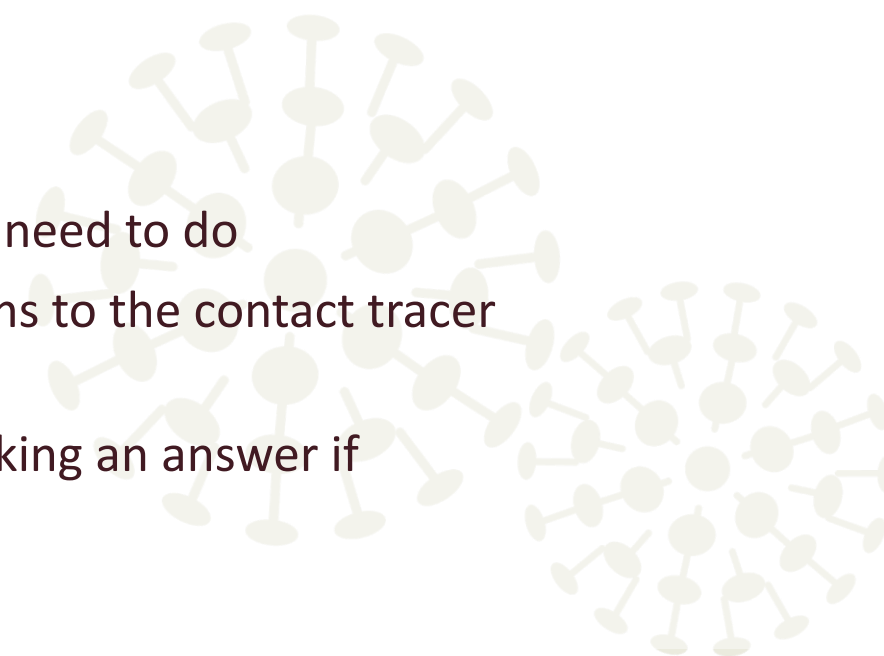 need to do
ns to the contact tracer
king an answer if